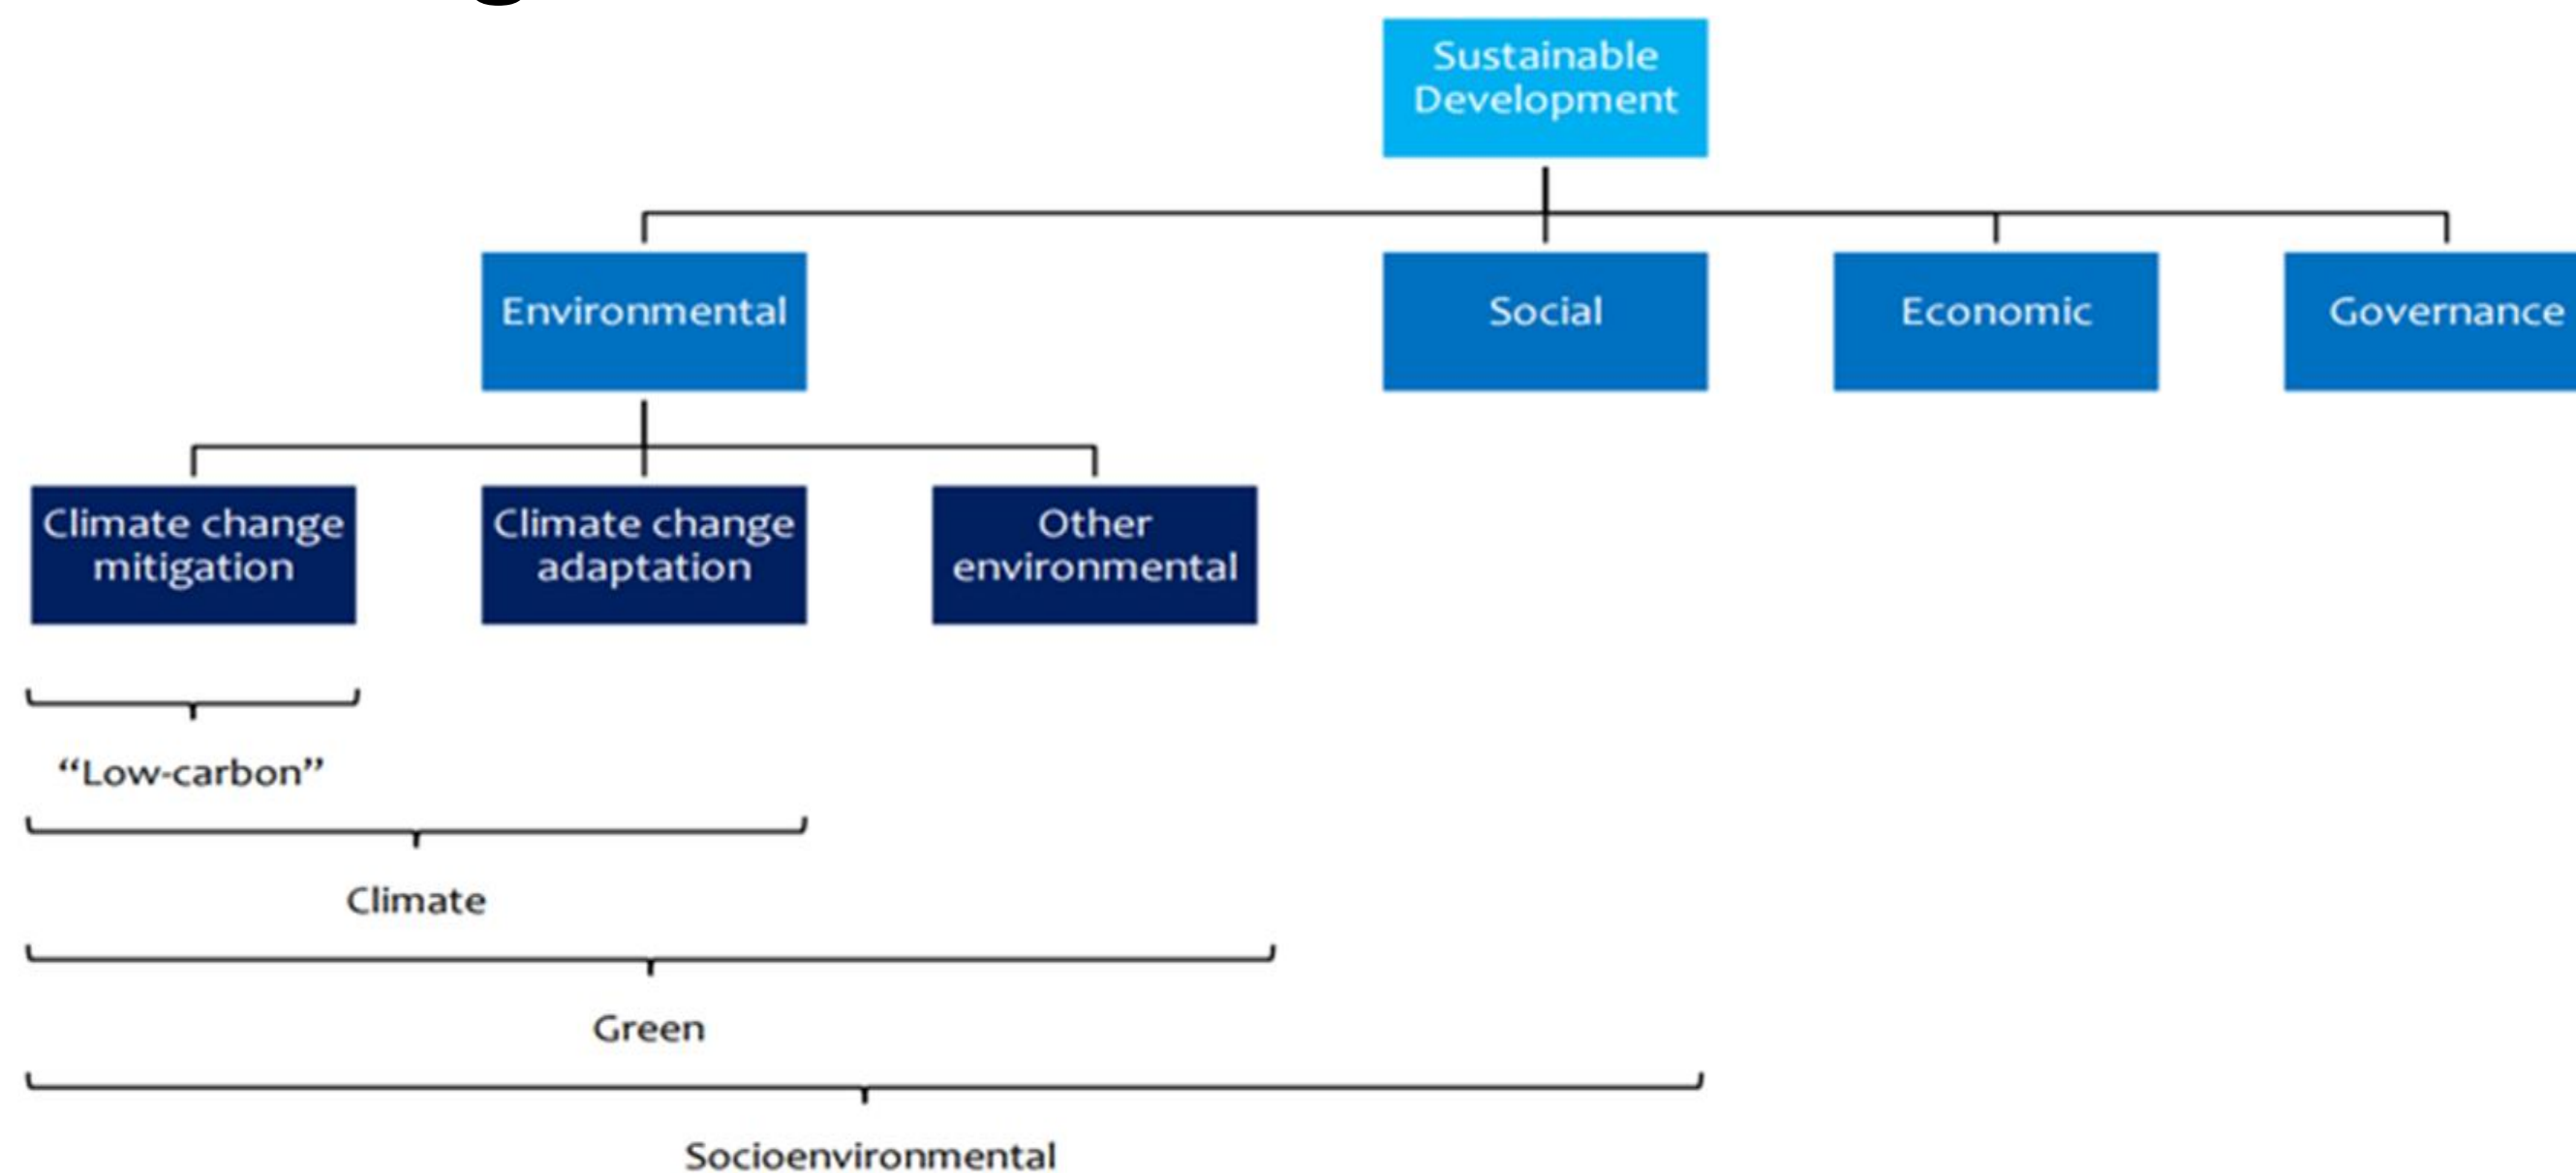 Sustainable
Development
Environmental
Social
Economic
Governance
Climate change
mitigation
Climate change
adaptation
Other
environmental
“Low-carbon”
Climate
Green
Socioenvironmental